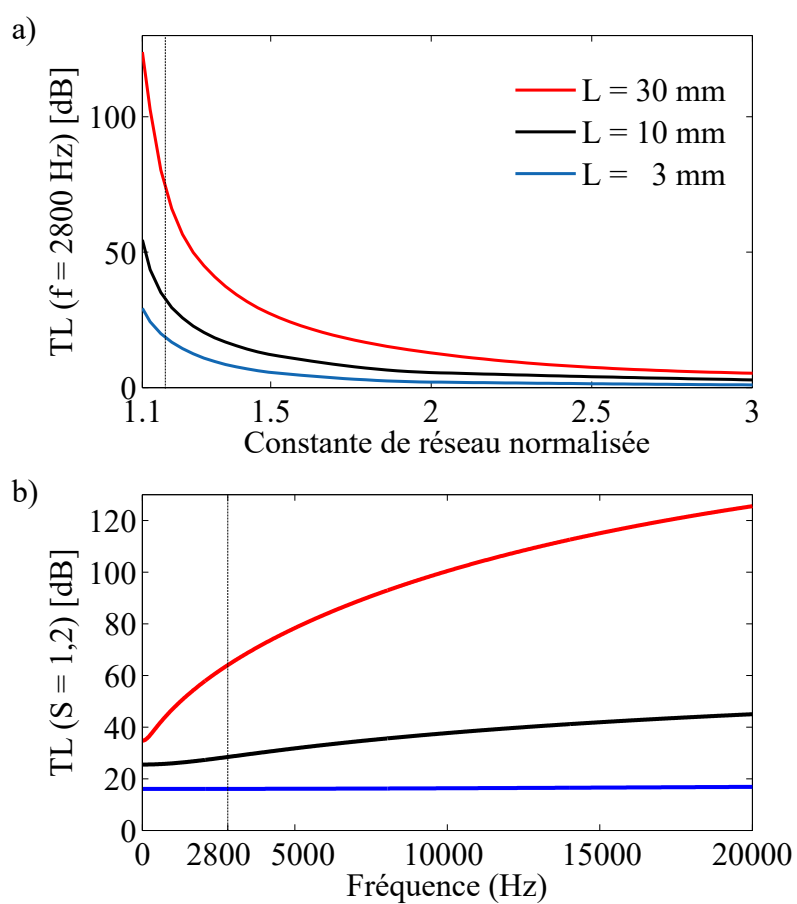 a)
TL (f = 2800 Hz) [dB]
100
50
0
L = 30 mm
L = 10 mm
L = 3 mm
1.1 1.5 2 2.5 3
Constante de réseau normalisée
b)
TL (S = 1,2) [dB]
120
100
80
60
40
20
0
0 2800 5000 10000 15000 20000
Fréquence (Hz)